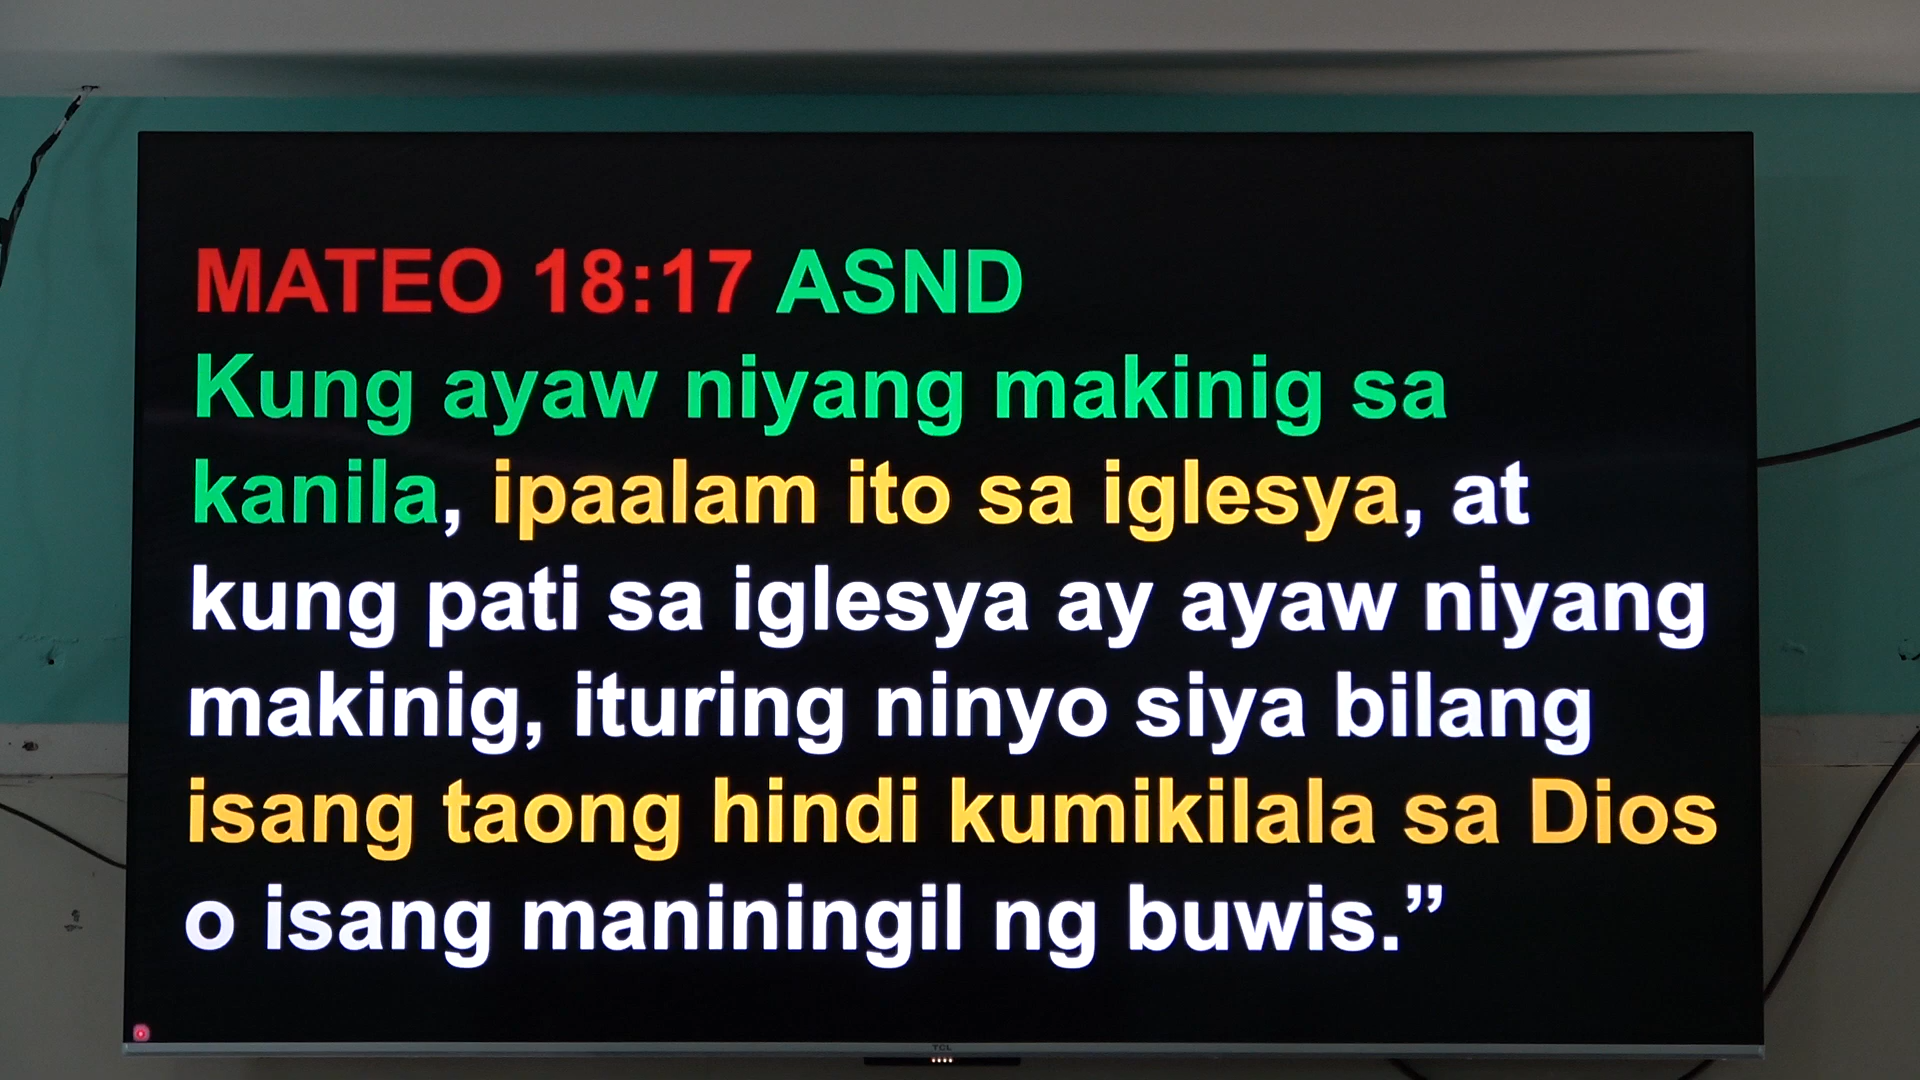 MATEO 18:17 ASND
Kung ayaw niyang makinig sa
kanila, ipaalam ito sa iglesya, at
kung pati sa iglesya ay ayaw niyang
makinig, ituring ninyo siya bilang
isang taong hindi kumikilala sa Dios
o isang maniningil ng buwis.”
TCL